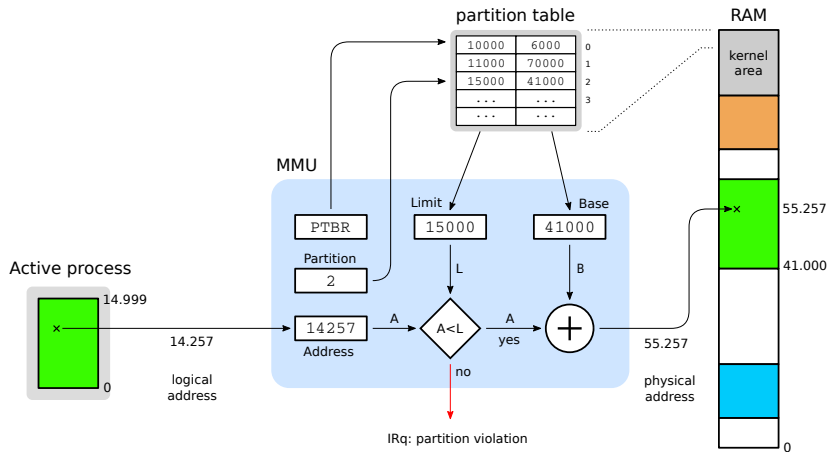 partition table
RAM
10000 6000 0
11000 70000 1
15000 41000 2
... ... 3
... ...
kernel
area
MMU
Limit
Base
PTBR
15000
41000
55.257
Partition
2
L
B
41.000
Active process
14.999
14257
A
A<L
A
yes
+
14.257
Address
55.257
0
logical
address
no
physical
address
IRq: partition violation
0